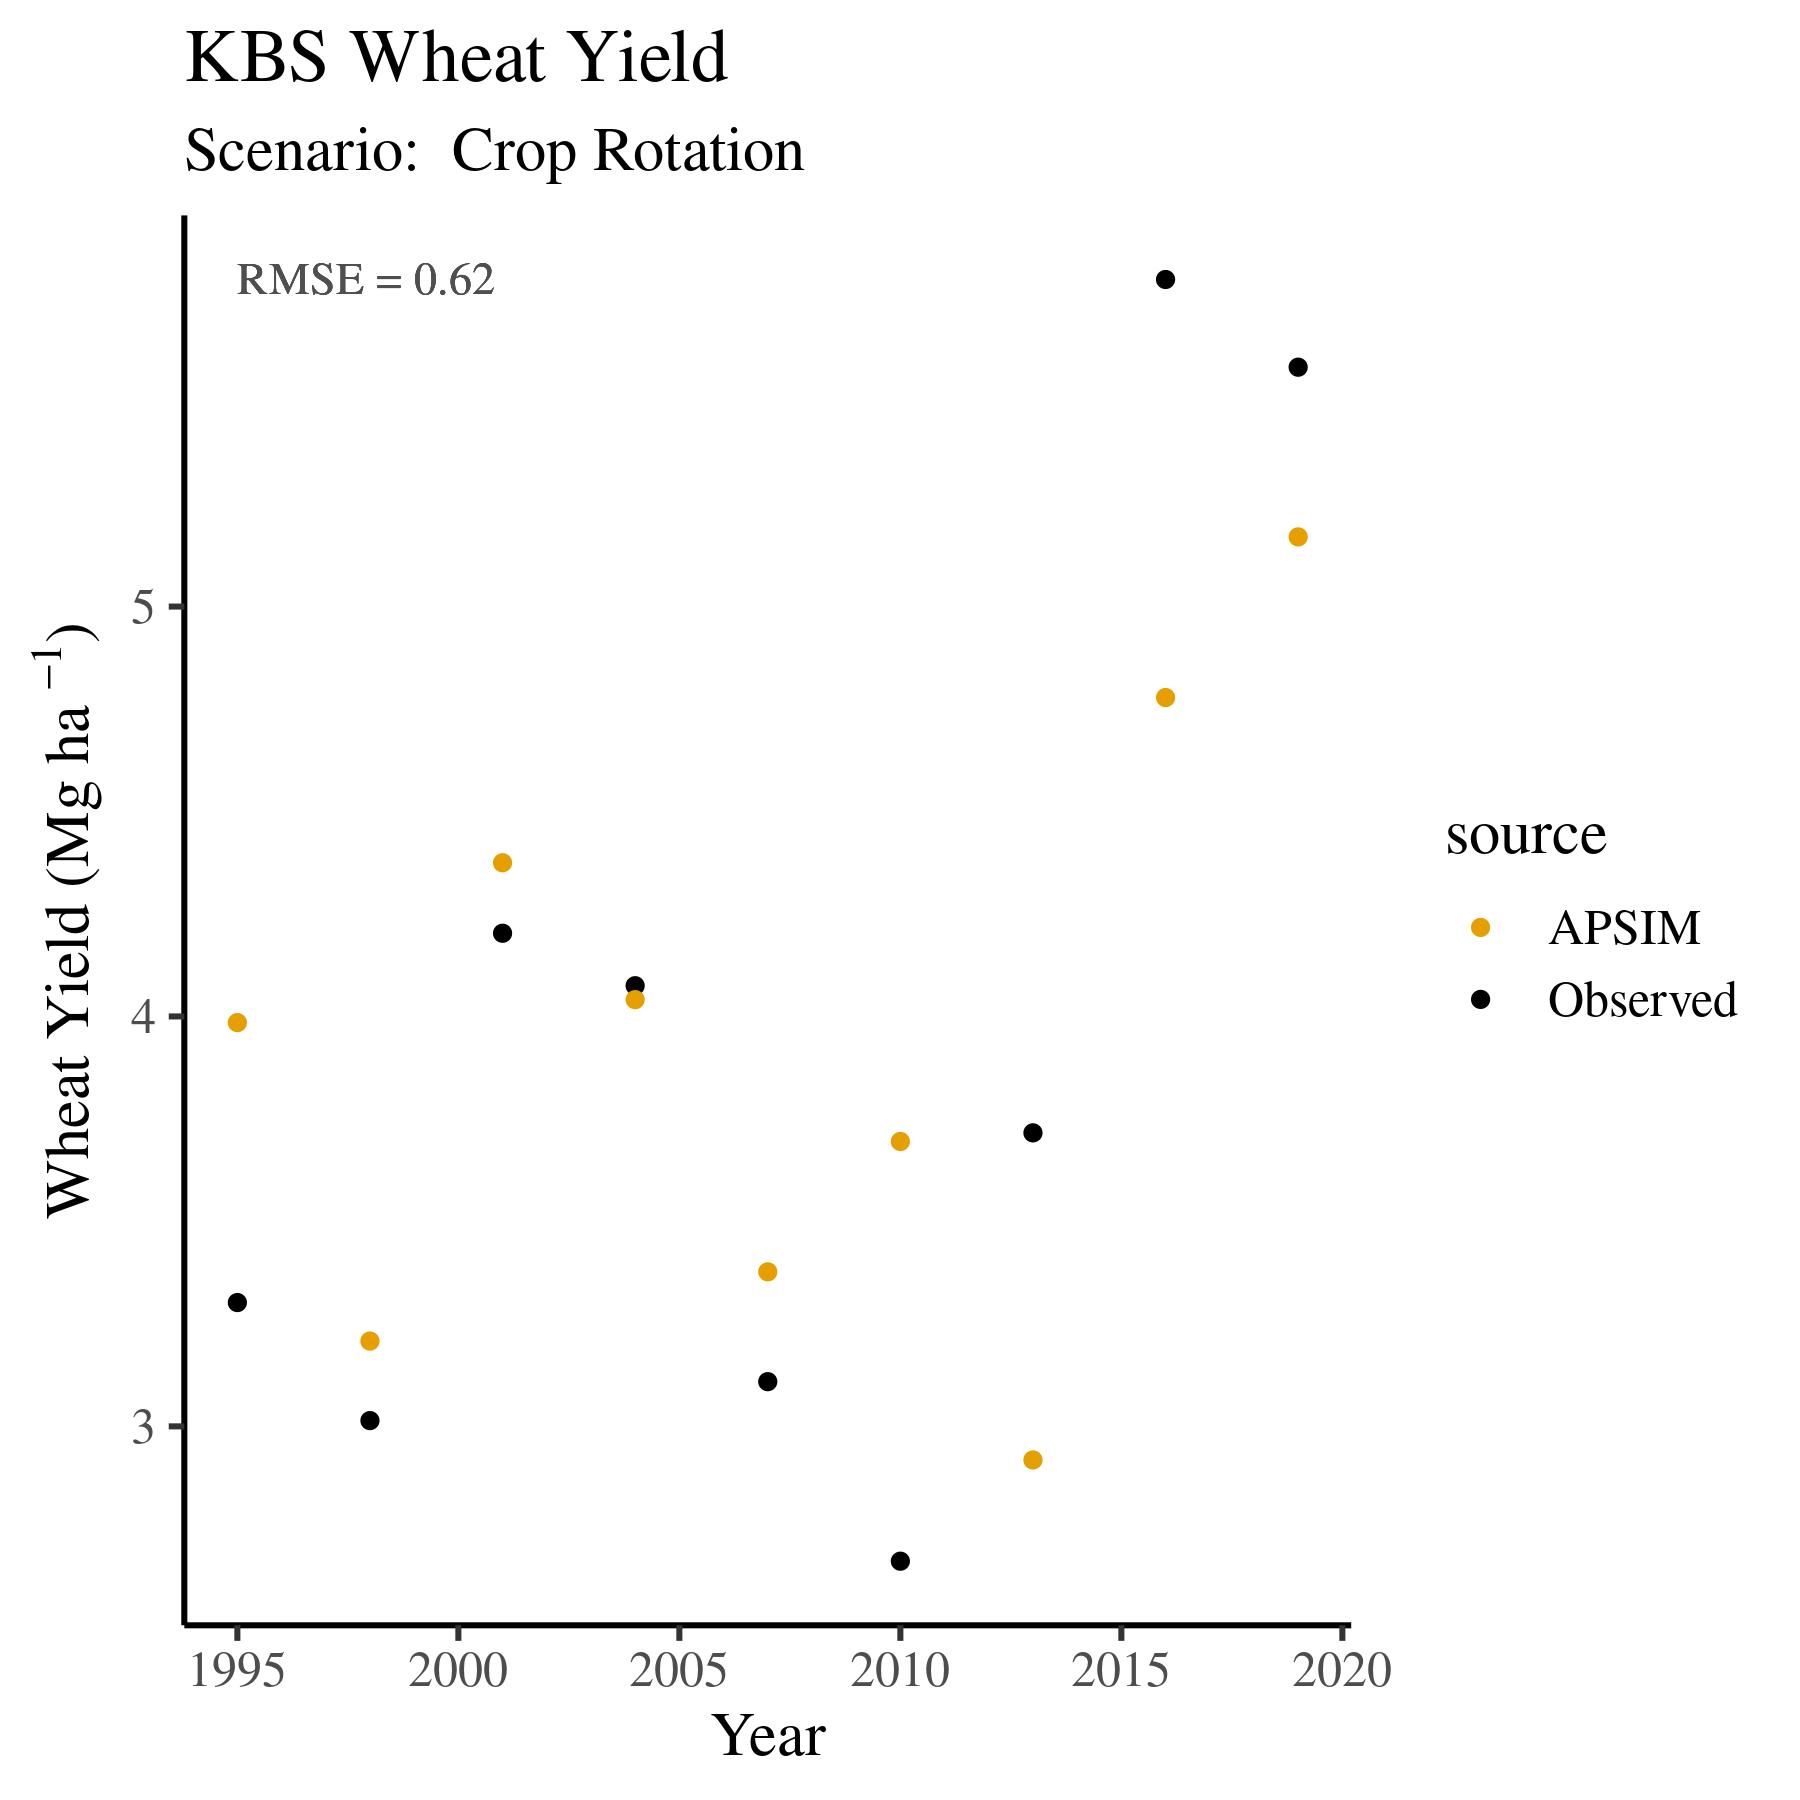 KBS Wheat Yield
Scenario:  Crop Rotation
RMSE = 0.62
Wheat Yield (Mg ha −1)
5
4
3
1995 2000 2005 2010 2015 2020
Year
source
APSIM
Observed